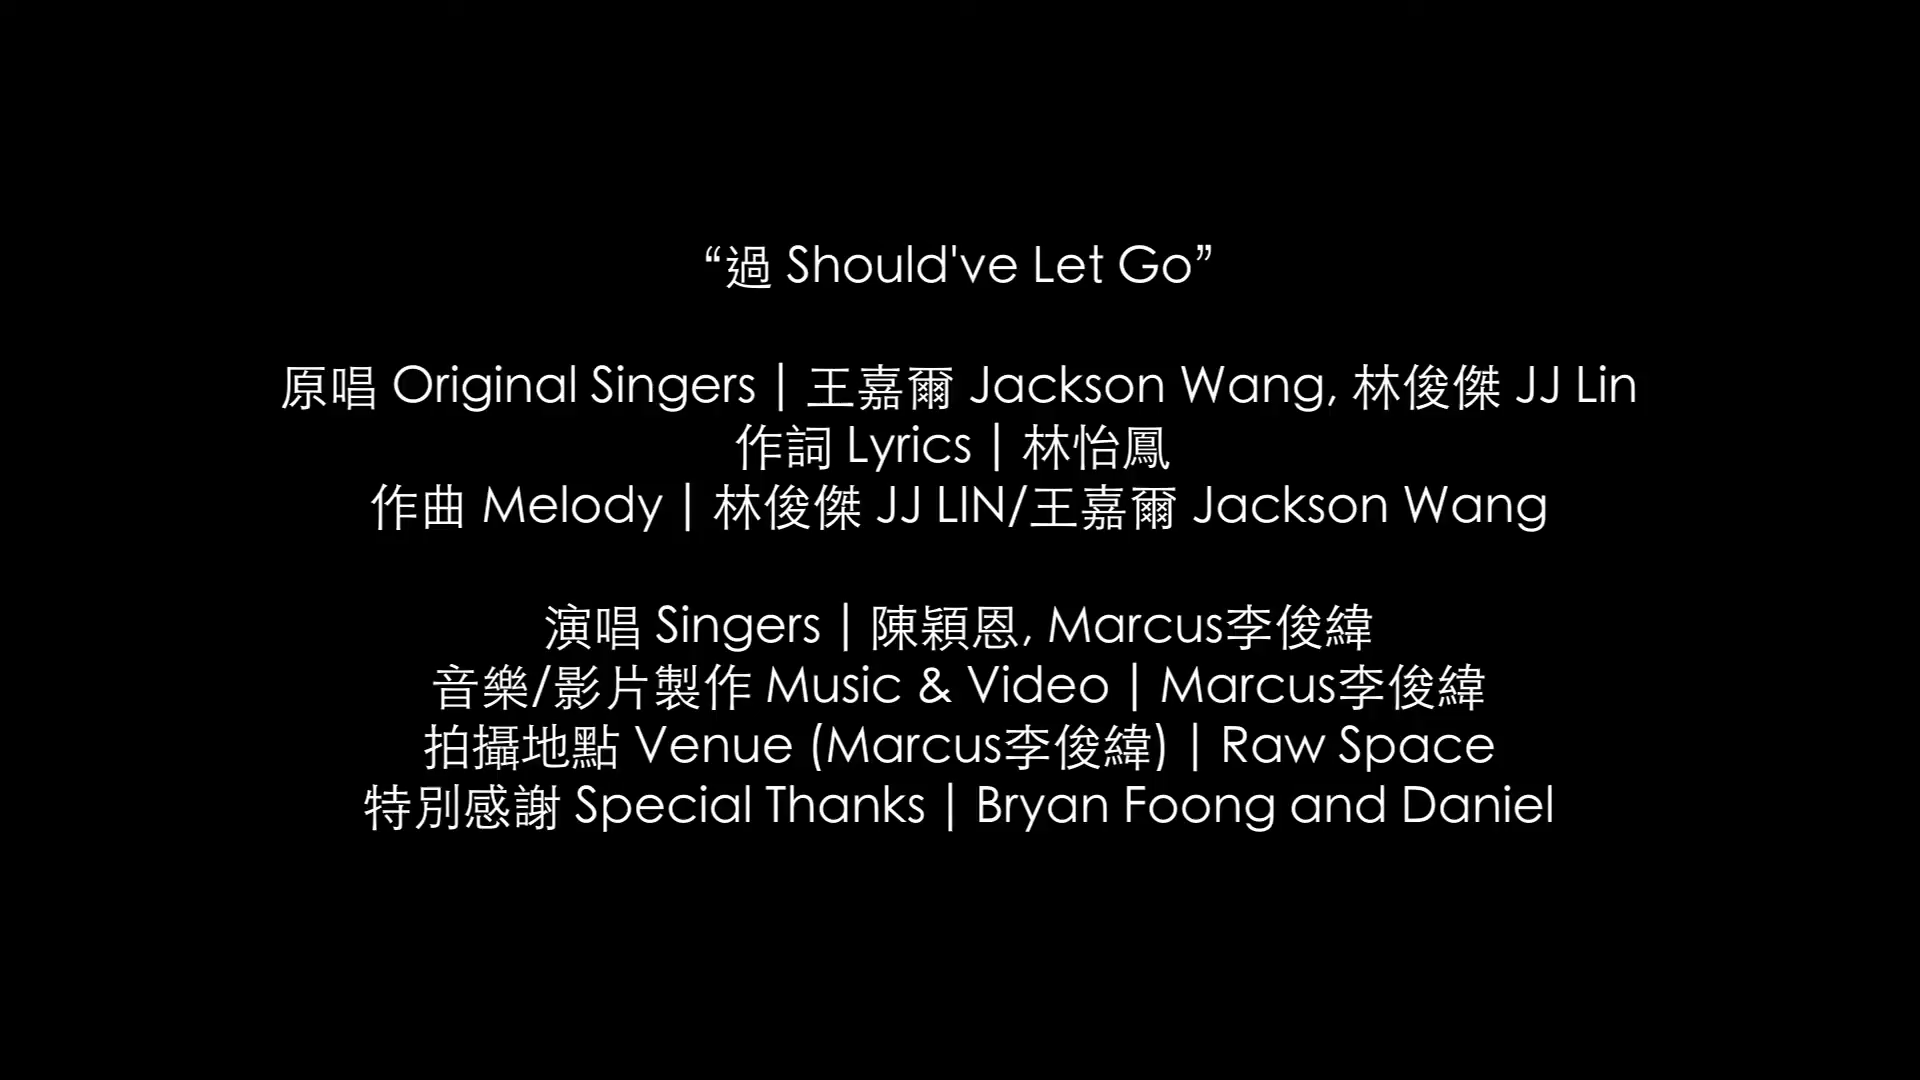 “過 Should've Let Go”
原唱 Original Singers | 王嘉爾 Jackson Wang, 林俊傑 JJ Lin
作詞 Lyrics | 林怡鳳
作曲 Melody | 林俊傑 JJ LIN/王嘉爾 Jackson Wang
演唱 Singers | 陳穎恩, Marcus李俊緯
音樂/影片製作 Music & Video | Marcus李俊緯
拍攝地點 Venue (Marcus李俊緯) | Raw Space
特別感謝 Special Thanks | Bryan Foong and Daniel